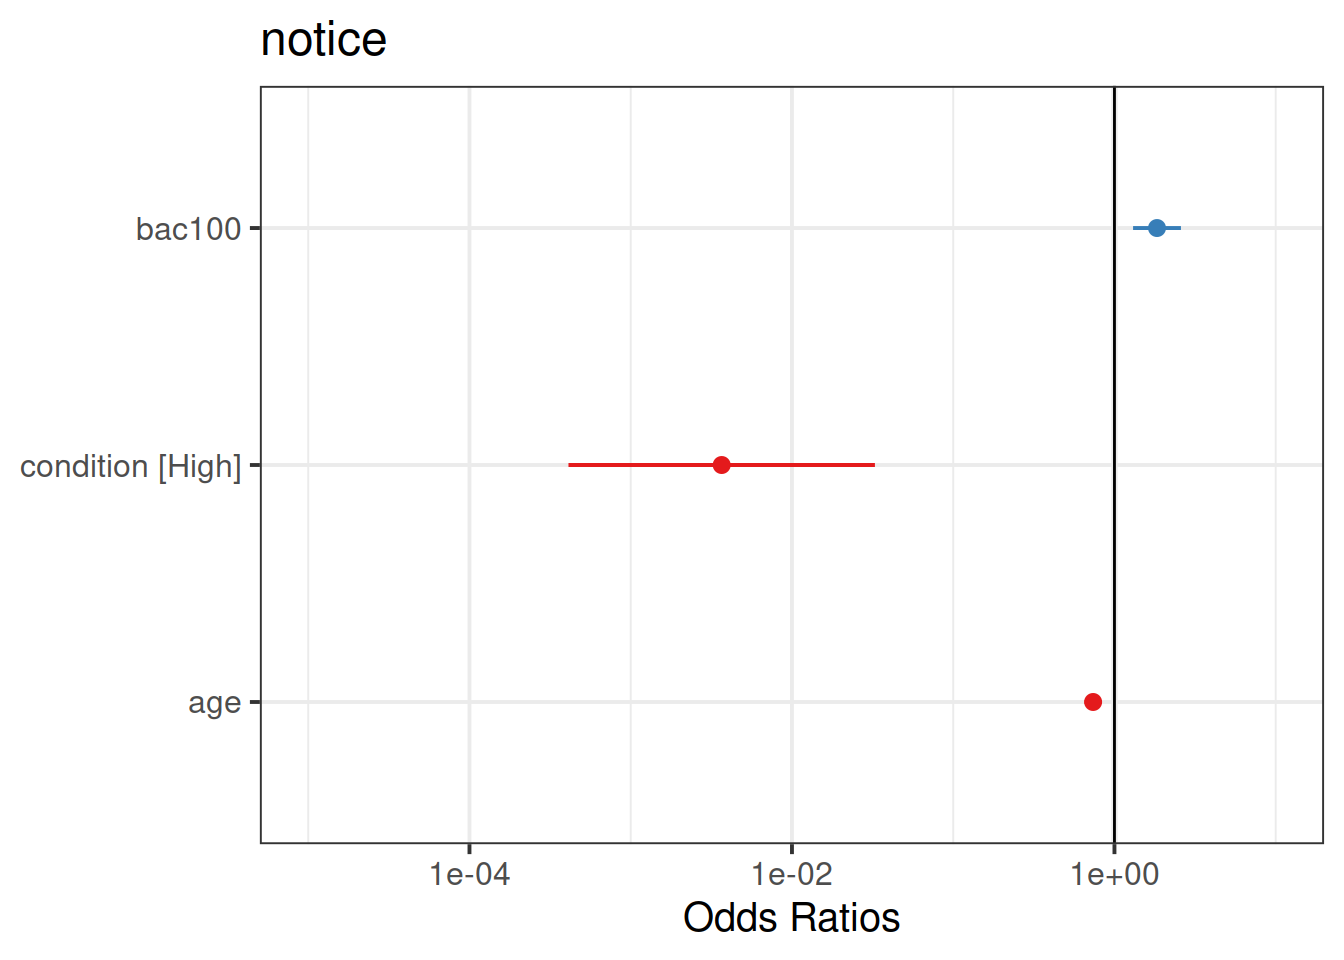 notice
bac100
condition [High]
age
1e-04 1e-02 1e+00
Odds Ratios